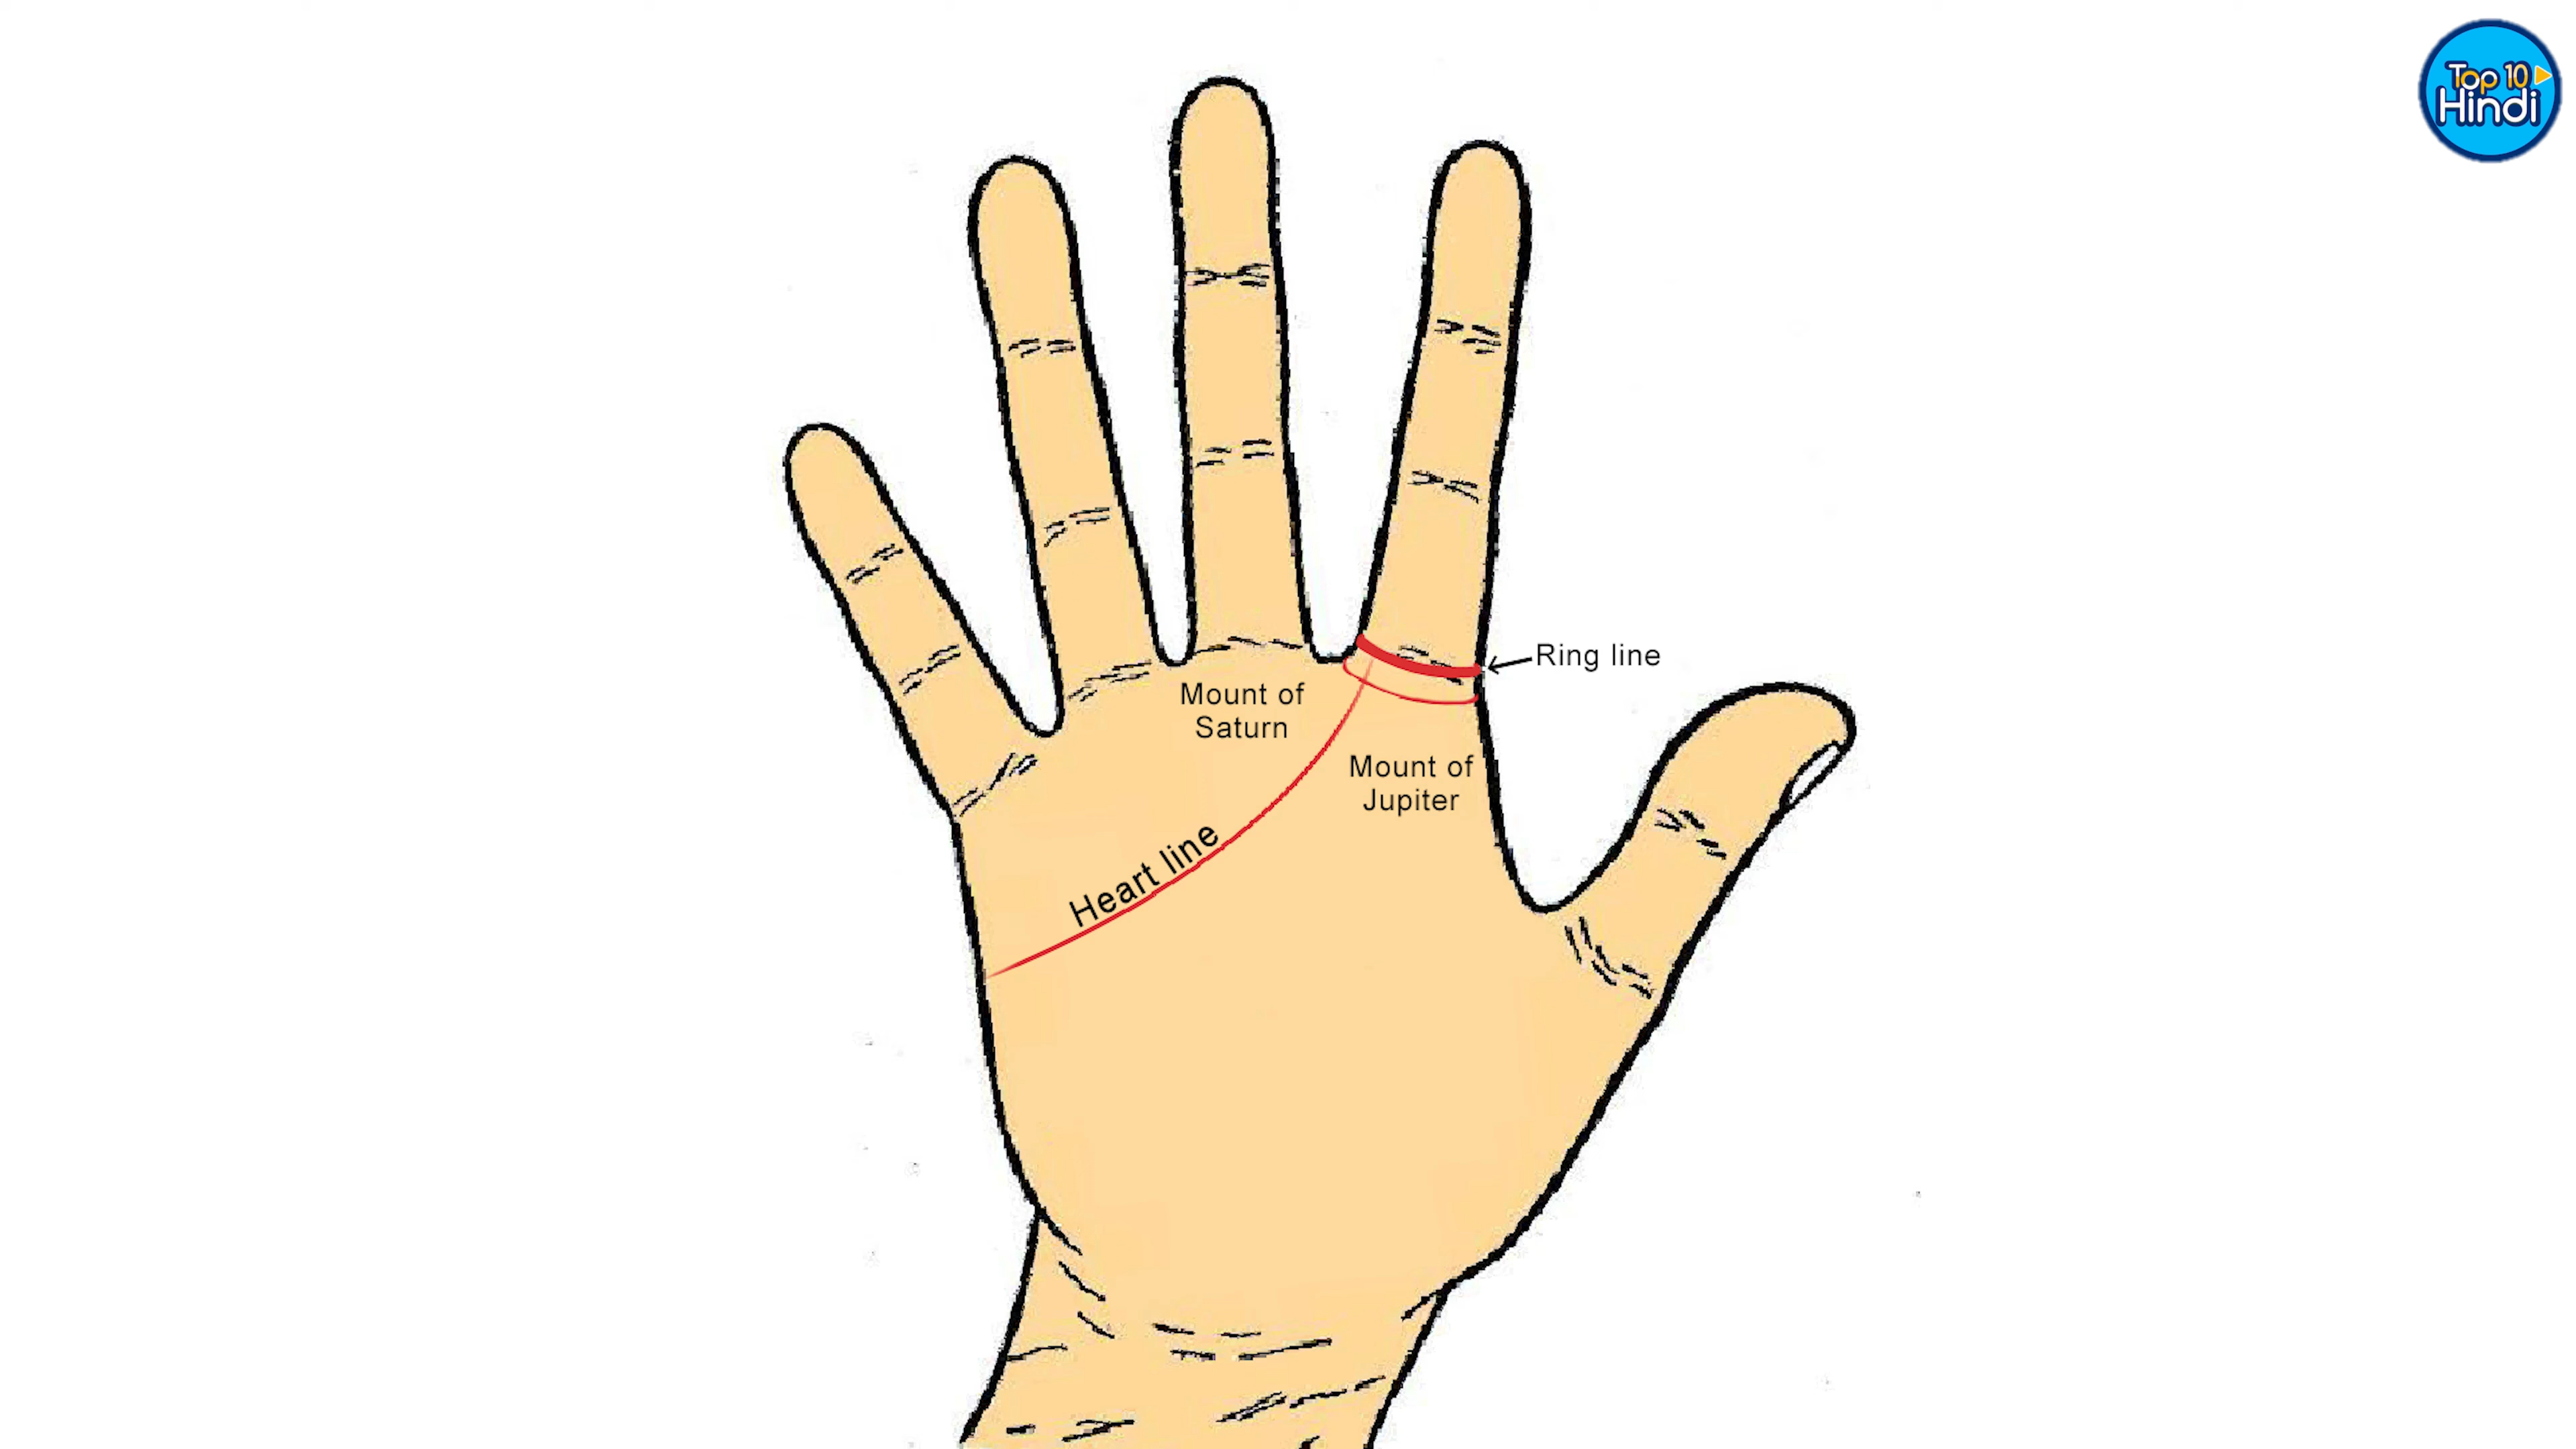 Top 10
Hindi
Ring line
Mount of
Saturn
Mount of
Jupiter
Heart line